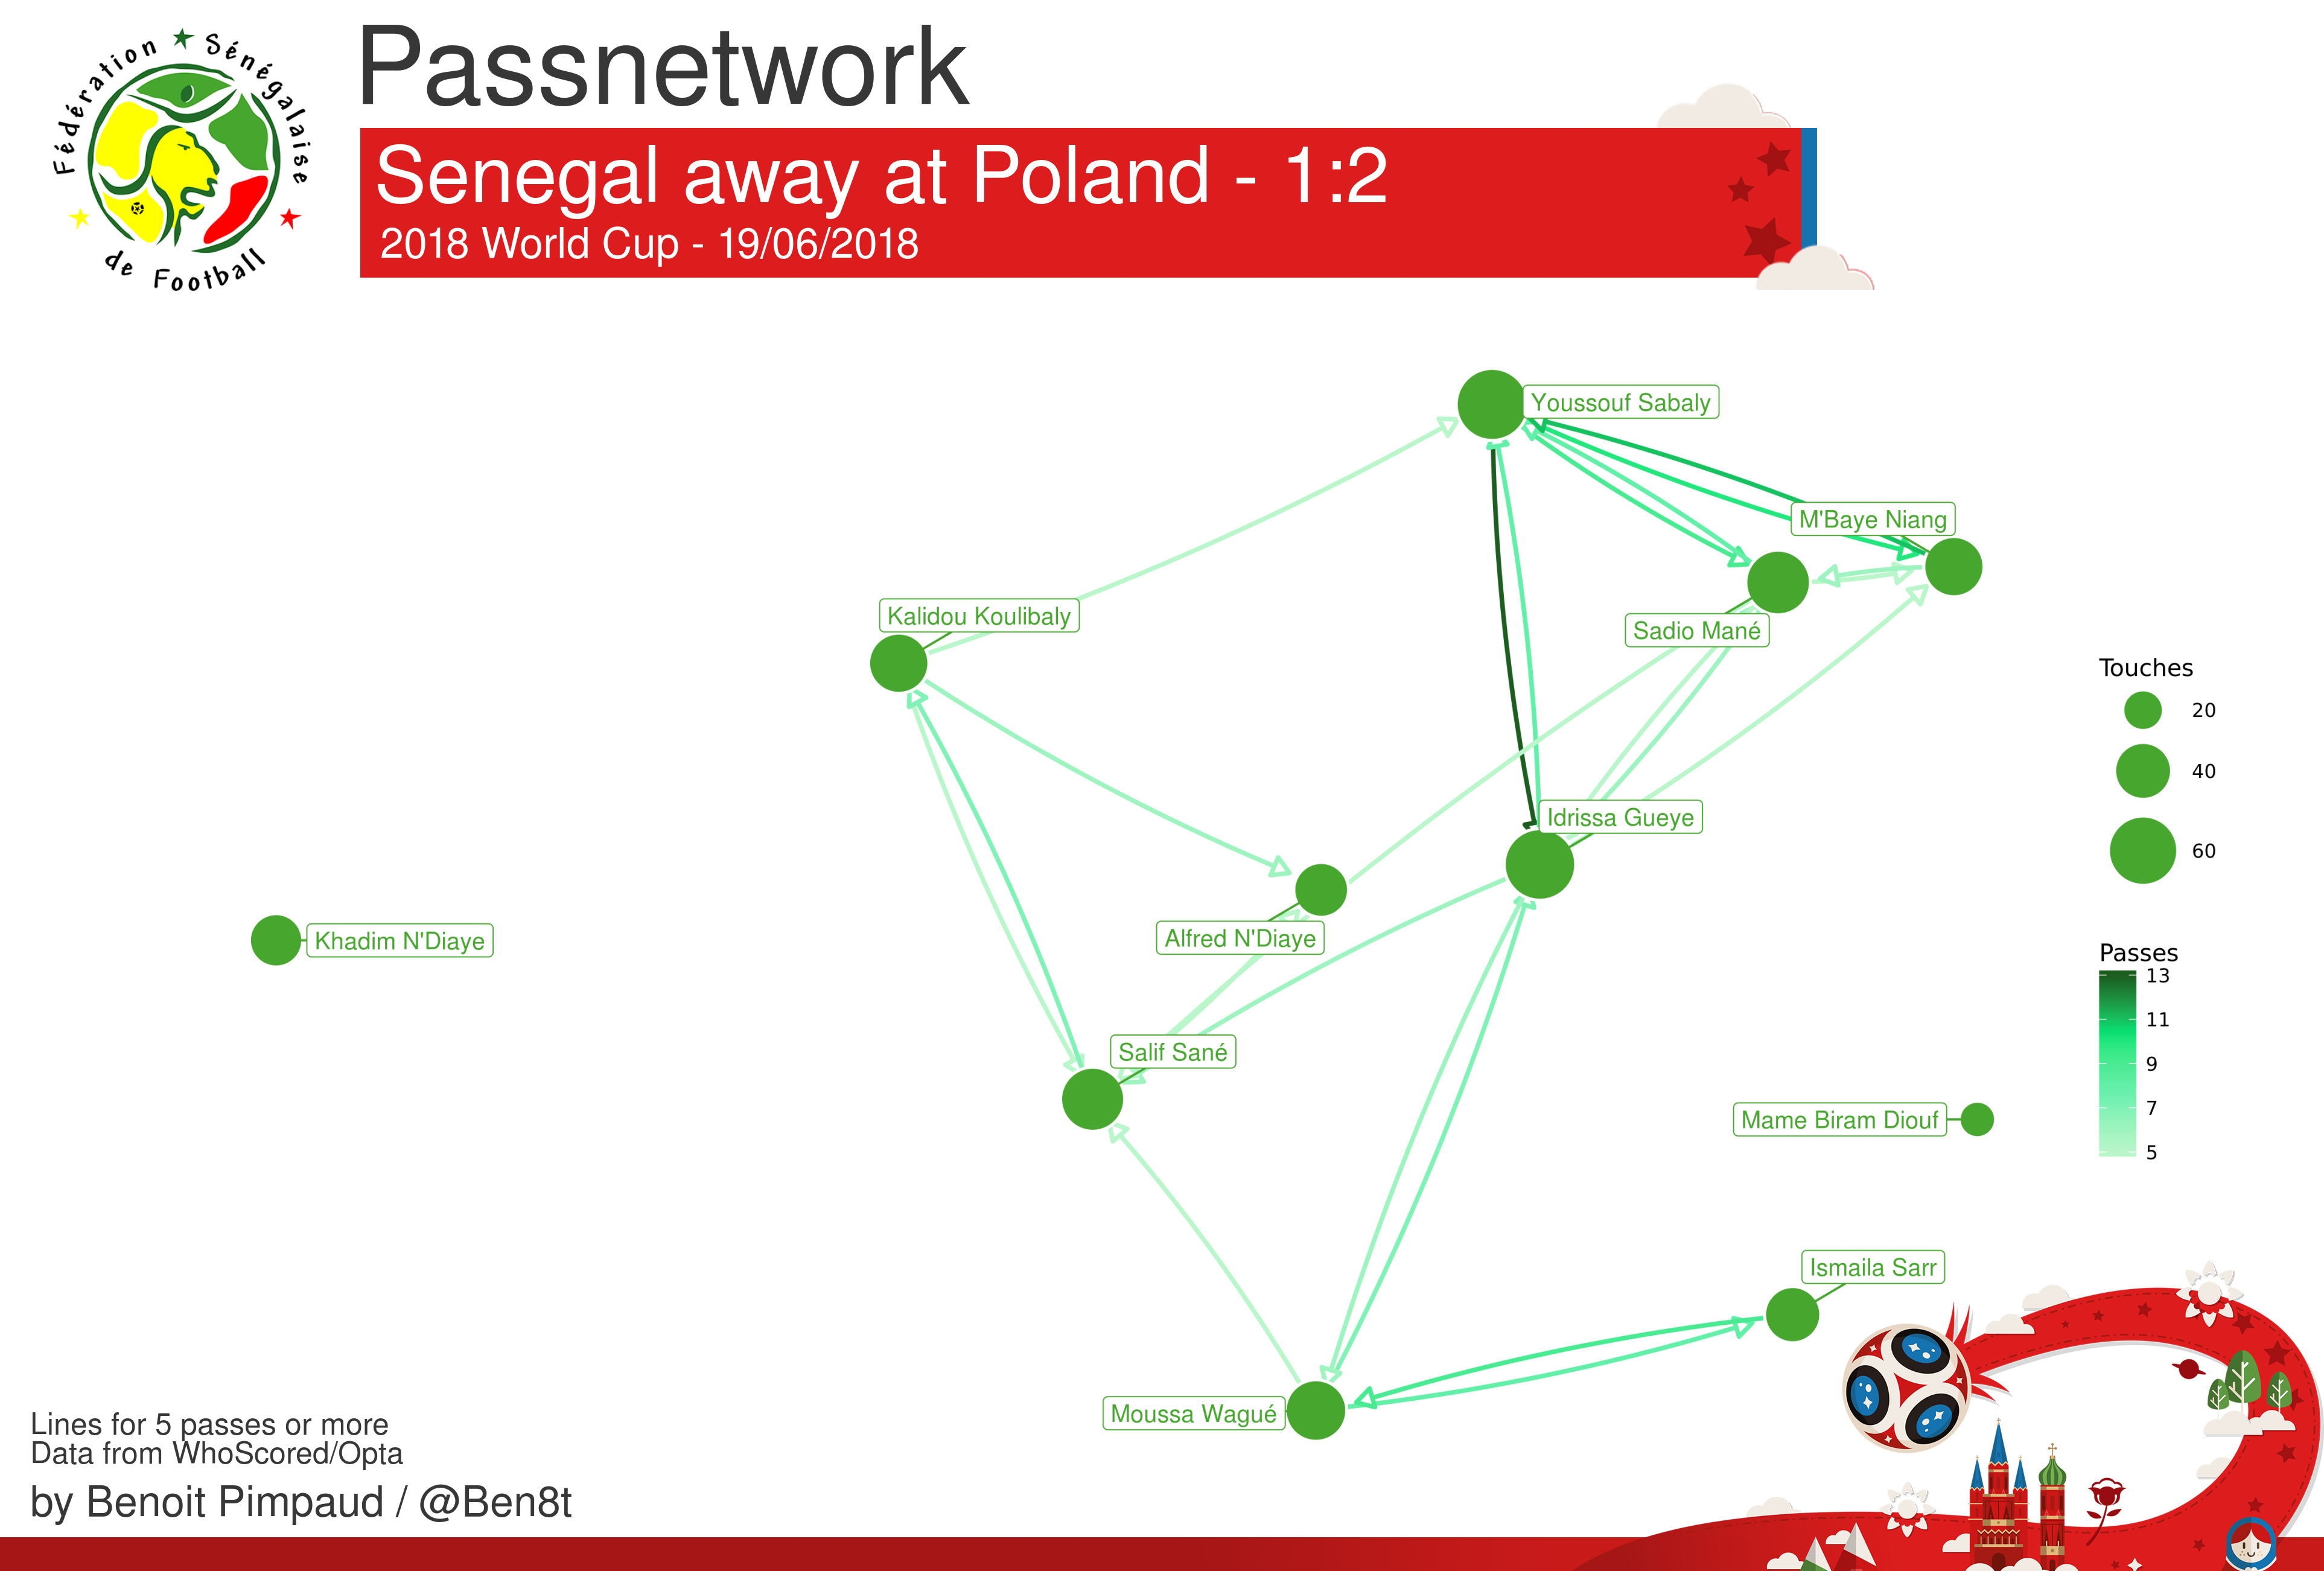 Fédération Sénégalaise
de Football
Passnetwork
Senegal away at Poland - 1:2
2018 World Cup - 19/06/2018
Youssouf Sabaly
M'Baye Niang
Kalidou Koulibaly
Sadio Mané
Touches
20
40
60
Idrissa Gueye
Alfred N'Diaye
Khadim N'Diaye
Passes
13
11
9
7
5
Salif Sané
Mame Biram Diouf
Ismaila Sarr
Moussa Wagué
Lines for 5 passes or more
Data from WhoScored/Opta
by Benoit Pimpaud / @Ben8t